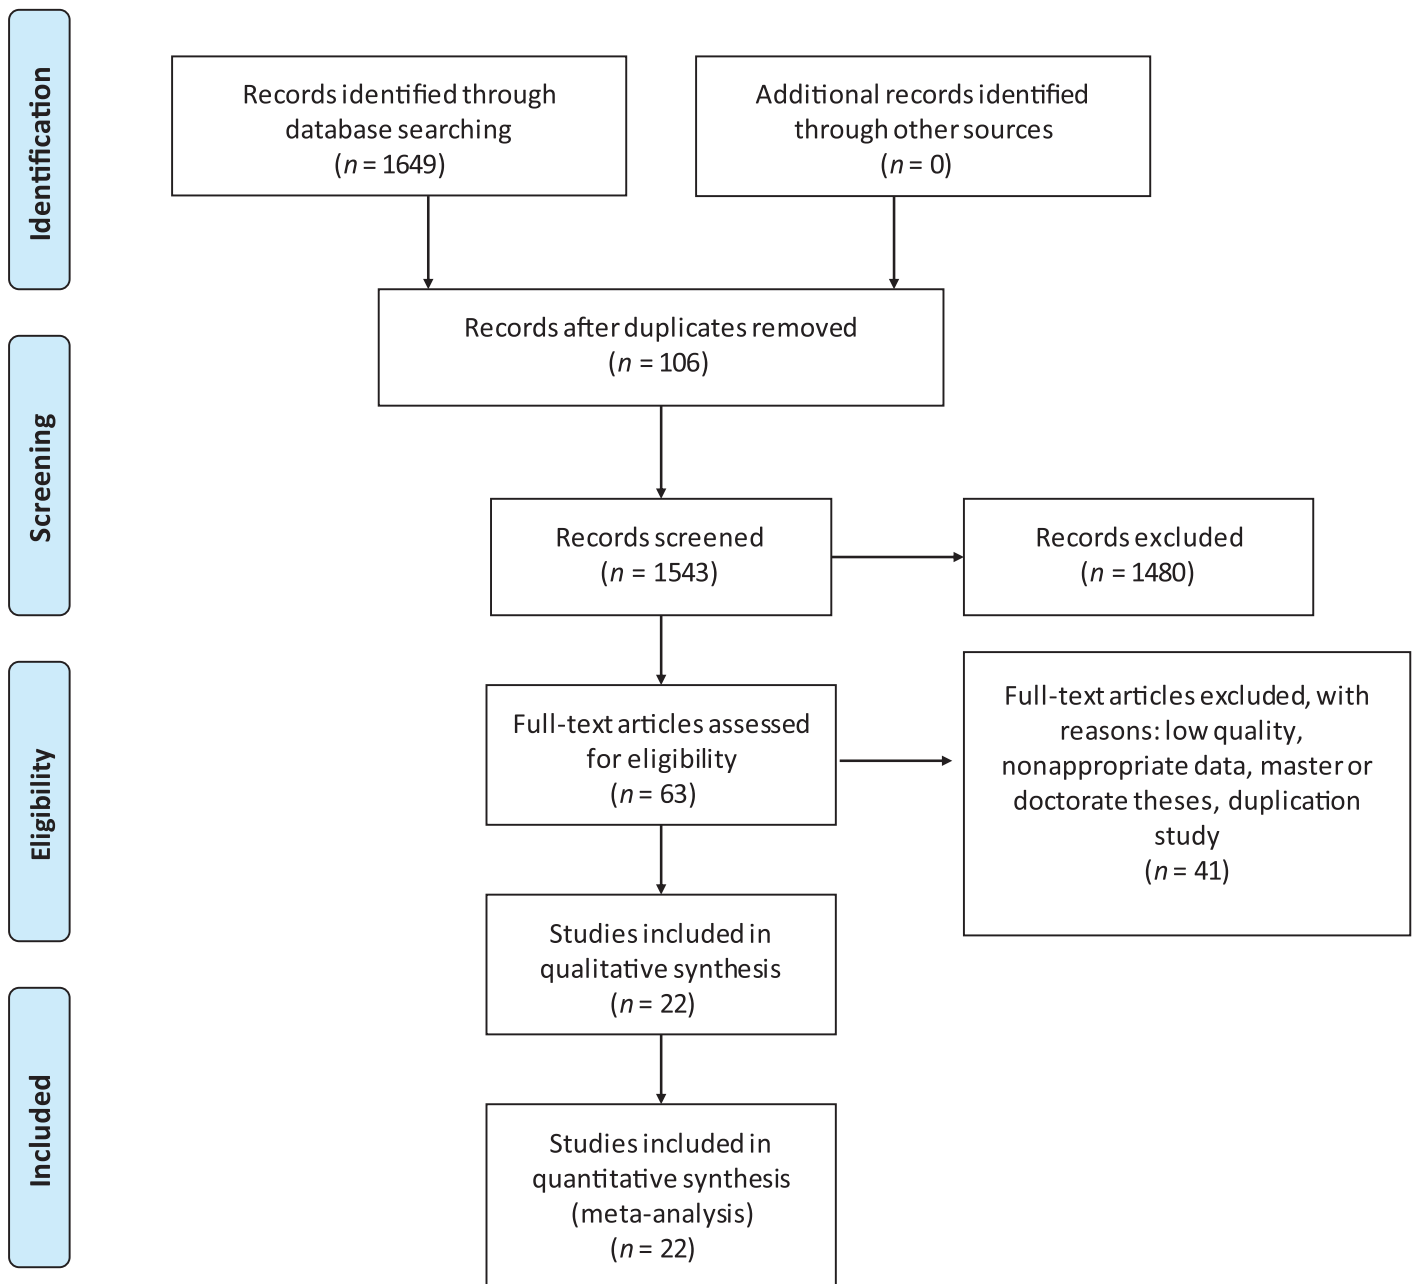 Identification
Records identified through
database searching
(n = 1649)
Additional records identified
through other sources
(n = 0)
Records after duplicates removed
(n = 106)
Screening
Records screened
(n = 1543)
Records excluded
(n = 1480)
Eligibility
Full-text articles assessed
for eligibility
(n = 63)
Full-text articles excluded, with
reasons: low quality,
nonappropriate data, master or
doctorate theses, duplication
study
(n = 41)
Studies included in
qualitative synthesis
(n = 22)
Included
Studies included in
quantitative synthesis
(meta-analysis)
(n = 22)